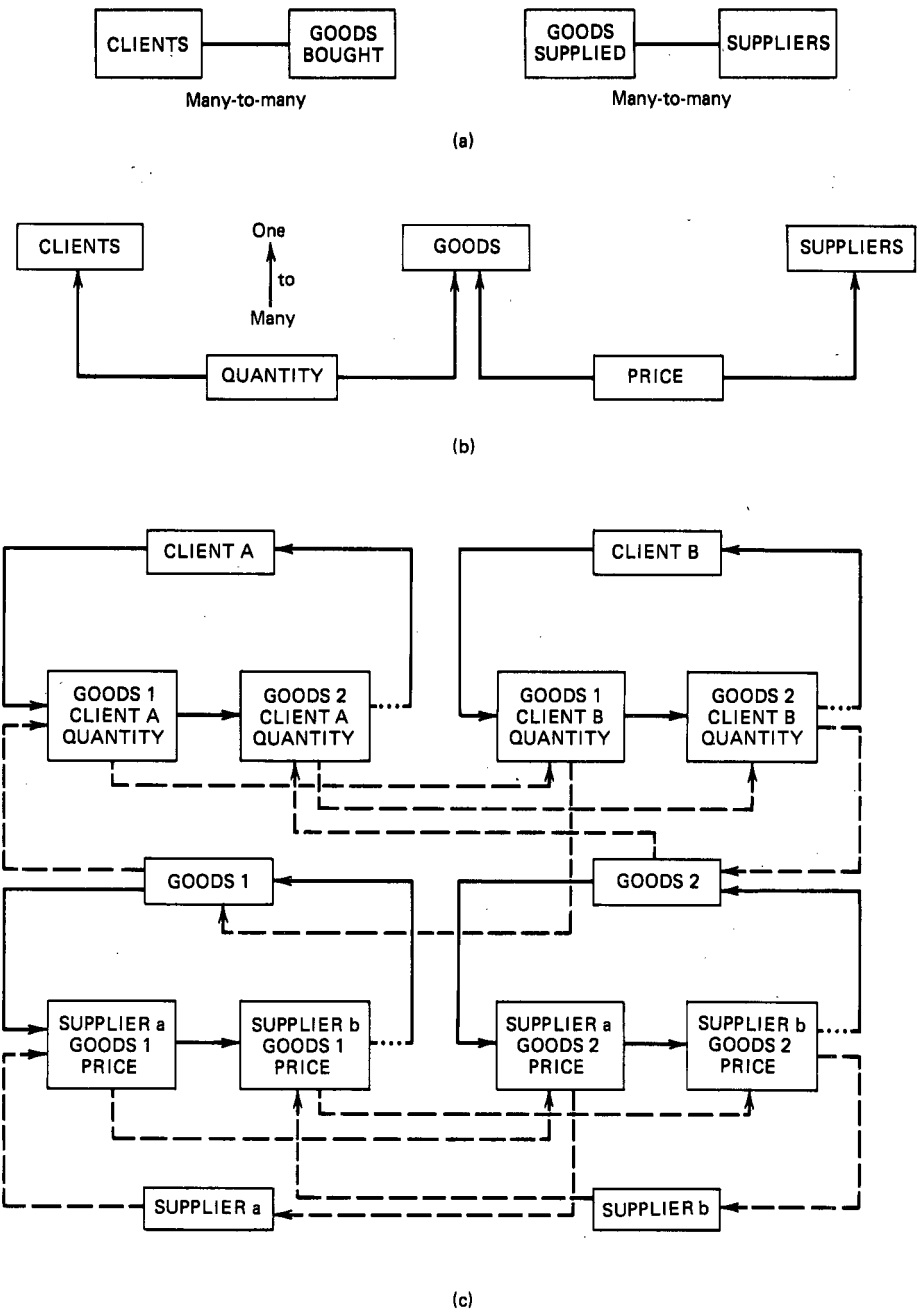 CLIENTS
GOODS
BOUGHT
GOODS
SUPPLIED
SUPPLIERS
Many-to-many
Many-to-many
(a)
CLIENTS
One
to
Many
GOODS
SUPPLIERS
QUANTITY
PRICE
(b)
CLIENT A
CLIENT B
GOODS 1
CLIENT A
QUANTITY
GOODS 2
CLIENT A
QUANTITY
GOODS 1
CLIENT B
QUANTITY
GOODS 2
CLIENT B
QUANTITY
GOODS 1
GOODS 2
SUPPLIER a
GOODS 1
PRICE
SUPPLIER b
GOODS 1
PRICE
SUPPLIER a
GOODS 2
PRICE
SUPPLIER b
GOODS 2
PRICE
SUPPLIER a
SUPPLIER b
(c)